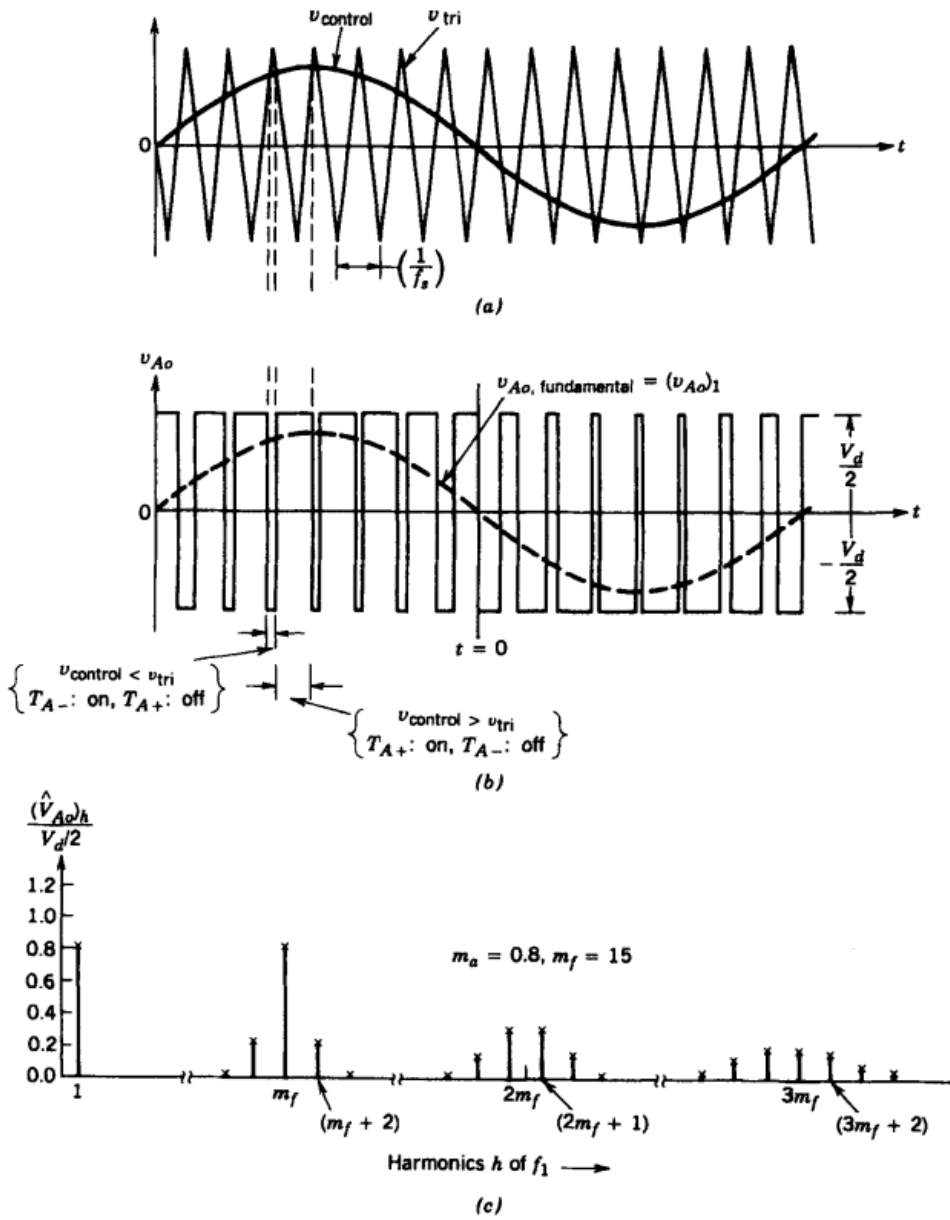 v_control v_tri
0
t
(1/f_s)
(a)
v_Ao
v_Ao, fundamental = (v_Ao)_1
0
t
V_d/2
-V_d/2
t = 0
{ v_control < v_tri
T_A-: on, T_A+: off }
{ v_control > v_tri
T_A+: on, T_A-: off }
(b)
(V̂_Ao)_h
V_d/2
1.2
1.0
0.8
0.6
0.4
0.2
0.0
m_a = 0.8, m_f = 15
1 m_f 2m_f 3m_f
(m_f + 2) (2m_f + 1) (3m_f + 2)
Harmonics h of f_1 →
(c)